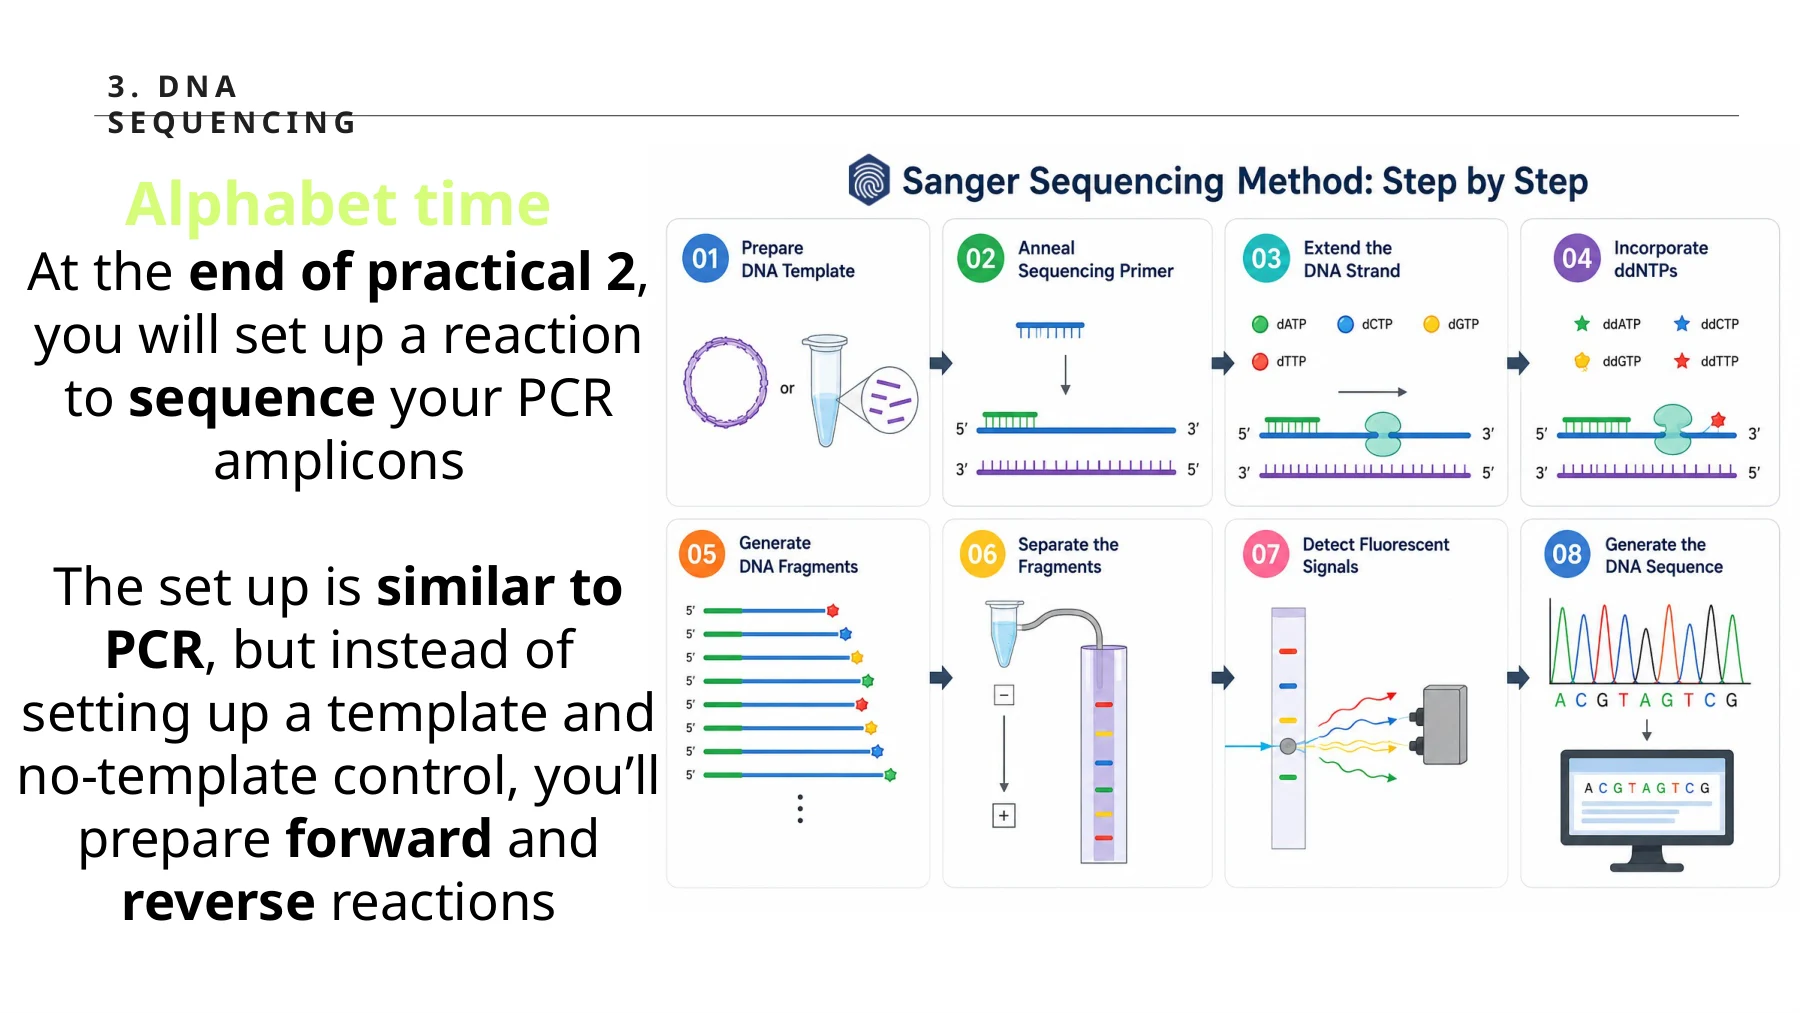 3. DNA
SEQUENCING
Alphabet time
At the end of practical 2,
you will set up a reaction
to sequence your PCR
amplicons
The set up is similar to
PCR, but instead of
setting up a template and
no-template control, you’ll
prepare forward and
reverse reactions
Sanger Sequencing Method: Step by Step
01 Prepare
DNA Template
or
02 Anneal
Sequencing Primer
5′ 3′
3′ 5′
03 Extend the
DNA Strand
dATP dCTP dGTP
dTTP
5′ 3′
3′ 5′
04 Incorporate
ddNTPs
ddATP ddCTP
ddGTP ddTTP
5′ 3′
3′ 5′
05 Generate
DNA Fragments
5′
5′
5′
5′
5′
5′
5′
5′
06 Separate the
Fragments
−
+
07 Detect Fluorescent
Signals
08 Generate the
DNA Sequence
A C G T A G T C G
A C G T A G T C G